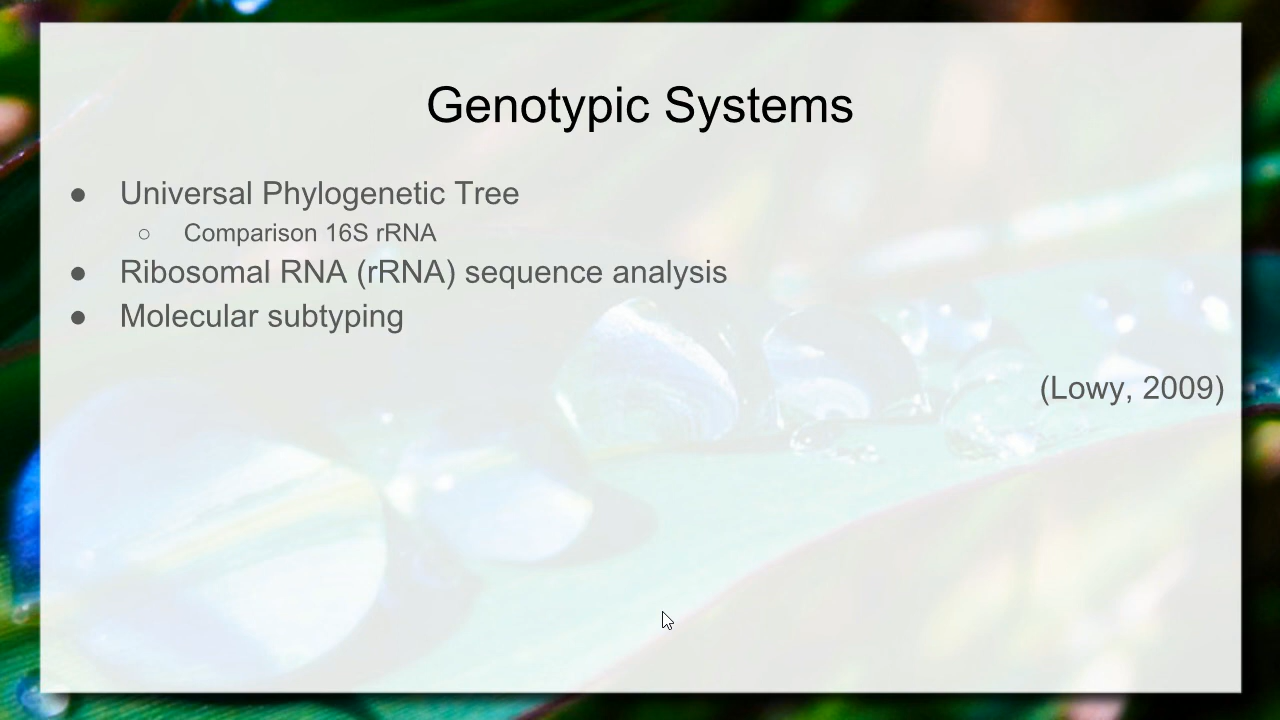 Genotypic Systems
● Universal Phylogenetic Tree
○ Comparison 16S rRNA
● Ribosomal RNA (rRNA) sequence analysis
● Molecular subtyping
(Lowy, 2009)